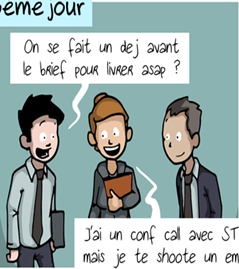 ème jour
On se fait un dej avant
le brief pour livrer asap ?
J'ai un conf call avec ST
mais je te shoote un em